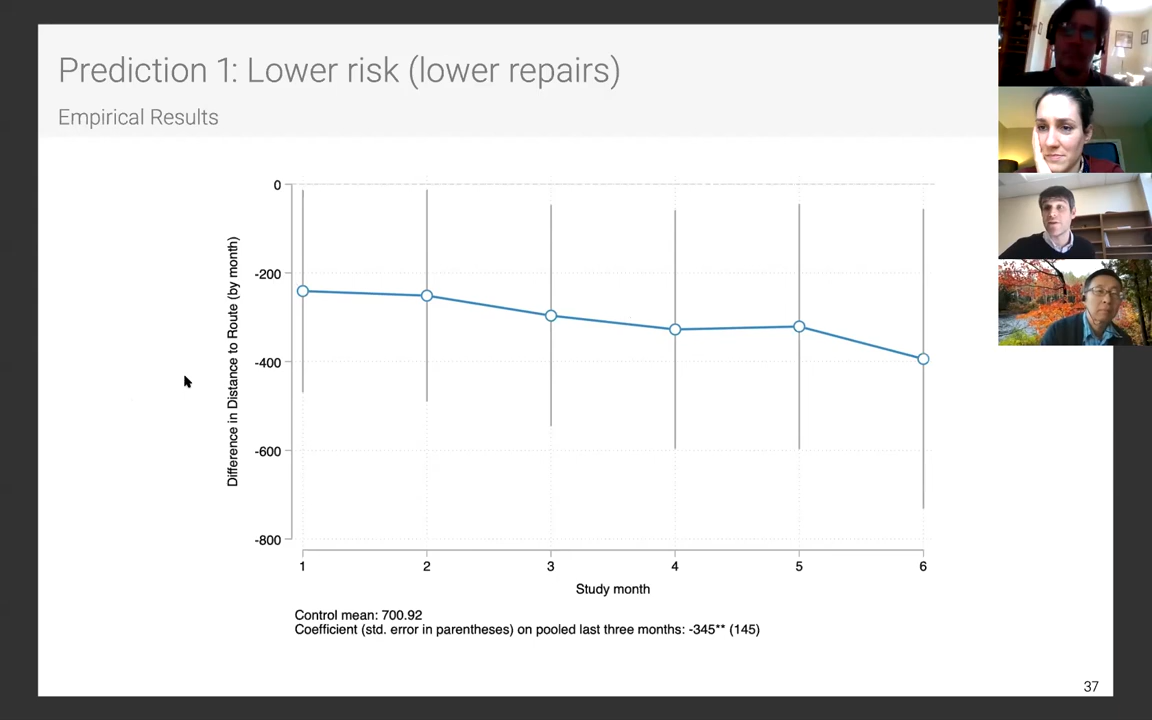 Prediction 1: Lower risk (lower repairs)
Empirical Results
0
-200
-400
-600
-800
Difference in Distance to Route (by month)
1 2 3 4 5 6
Study month
Control mean: 700.92
Coefficient (std. error in parentheses) on pooled last three months: -345** (145)
37